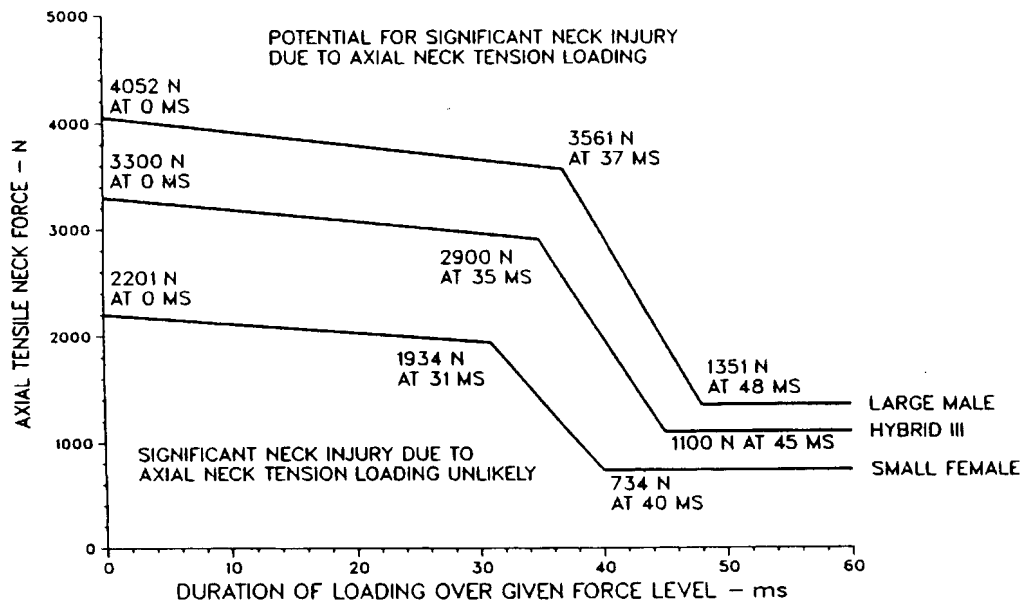 5000
POTENTIAL FOR SIGNIFICANT NECK INJURY
DUE TO AXIAL NECK TENSION LOADING
4052 N
AT 0 MS
4000
3561 N
AT 37 MS
3300 N
AT 0 MS
3000
2900 N
AT 35 MS
2201 N
AT 0 MS
2000
1934 N
AT 31 MS
1351 N
AT 48 MS
LARGE MALE
HYBRID III
1100 N AT 45 MS
1000
SIGNIFICANT NECK INJURY DUE TO
AXIAL NECK TENSION LOADING UNLIKELY
SMALL FEMALE
734 N
AT 40 MS
0
0 10 20 30 40 50 60
DURATION OF LOADING OVER GIVEN FORCE LEVEL – ms
AXIAL TENSILE NECK FORCE – N